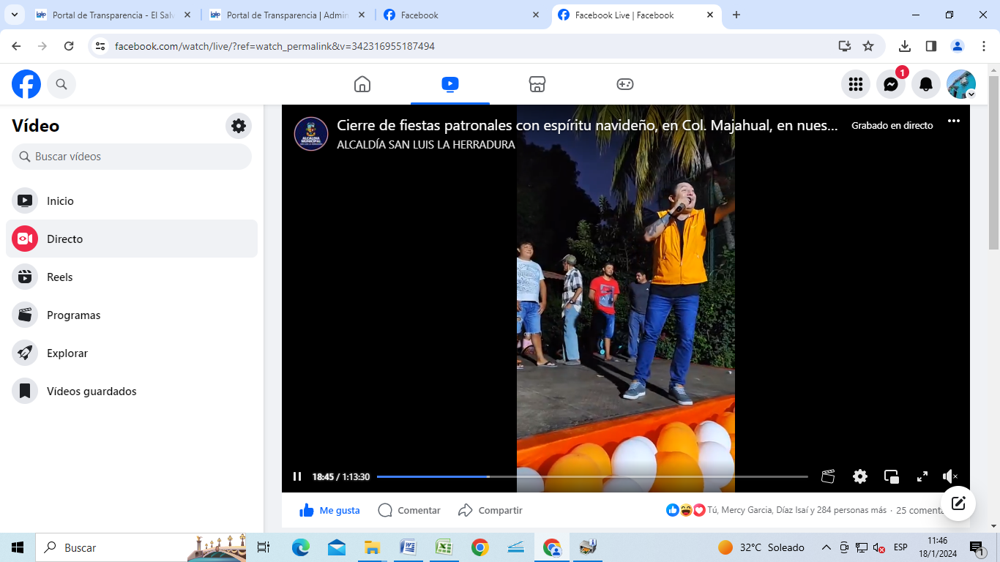 Portal de Transparencia - El Salv
Portal de Transparencia | Admin
Facebook
Facebook Live | Facebook
facebook.com/watch/live/?ref=watch_permalink&v=342316955187494
1
Vídeo
Buscar vídeos
Inicio
Directo
Reels
Programas
Explorar
Vídeos guardados
Cierre de fiestas patronales con espíritu navideño, en Col. Majahual, en nues...
Grabado en directo
ALCALDÍA SAN LUIS LA HERRADURA
ALCALDIA
MUNICIPAL
18:45 / 1:13:30
Me gusta
Comentar
Compartir
Tú, Mercy Garcia, Díaz Isaí y 284 personas más · 25 comenta
Buscar
32°C Soleado
ESP
11:46
18/1/2024
1